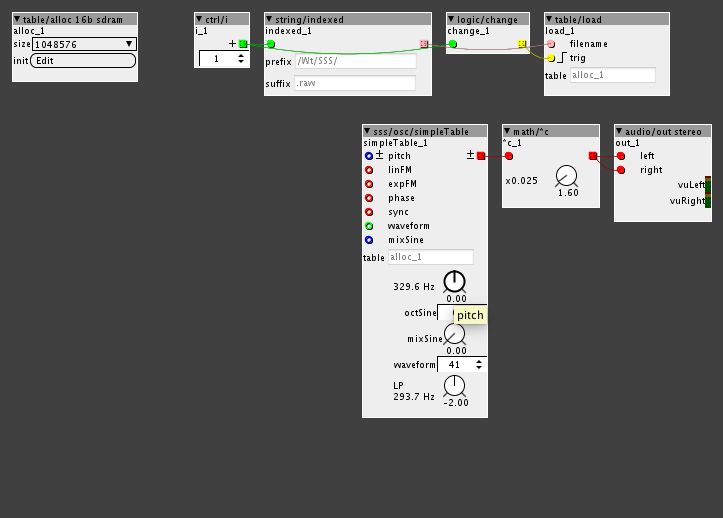 table/alloc 16b sdram
alloc_1
size 1048576
init Edit
ctrl/i
i_1
+
1
string/indexed
indexed_1
prefix /Wt/SSS/
suffix .raw
logic/change
change_1
table/load
load_1
filename
trig
table alloc_1
sss/osc/simpleTable
simpleTable_1
± pitch ±
linFM
expFM
phase
sync
waveform
mixSine
table alloc_1
329.6 Hz
0.00
octSine
pitch
mixSine
0.00
waveform 41
LP
293.7 Hz
-2.00
math/*c
*c_1
x0.025
1.60
audio/out stereo
out_1
left
right
vuLeft
vuRight